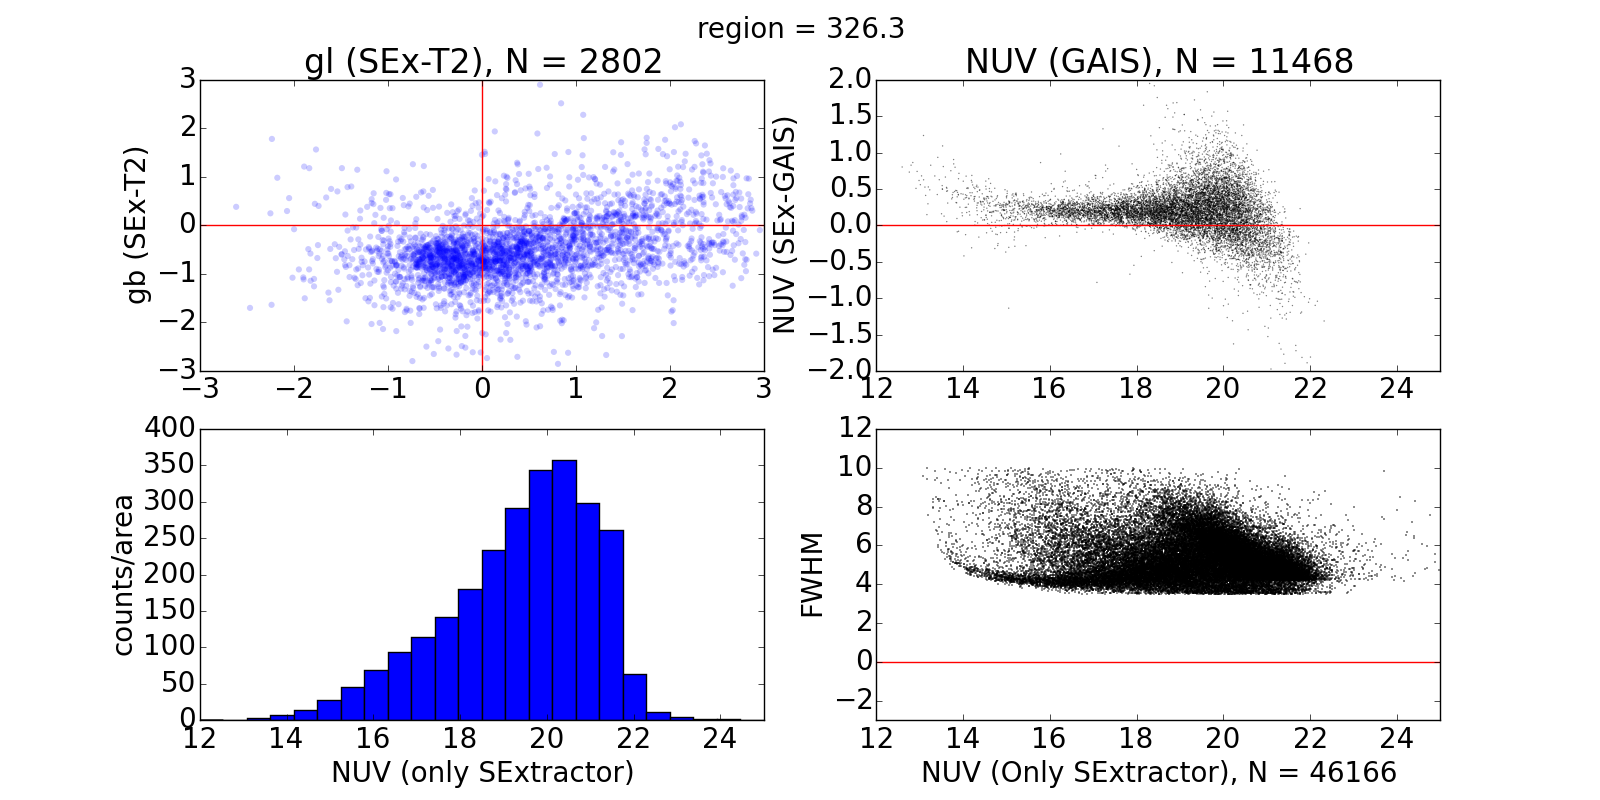 region = 326.3
gl (SEx-T2), N = 2802
NUV (GAIS), N = 11468
3
2
1
0
−1
−2
−3
gb (SEx-T2)
−3 −2 −1 0 1 2 3
2.0
1.5
1.0
0.5
0.0
−0.5
−1.0
−1.5
−2.0
NUV (SEx-GAIS)
12 14 16 18 20 22 24
400
350
300
250
200
150
100
50
0
counts/area
12 14 16 18 20 22 24
NUV (only SExtractor)
12
10
8
6
4
2
0
−2
FWHM
12 14 16 18 20 22 24
NUV (Only SExtractor), N = 46166